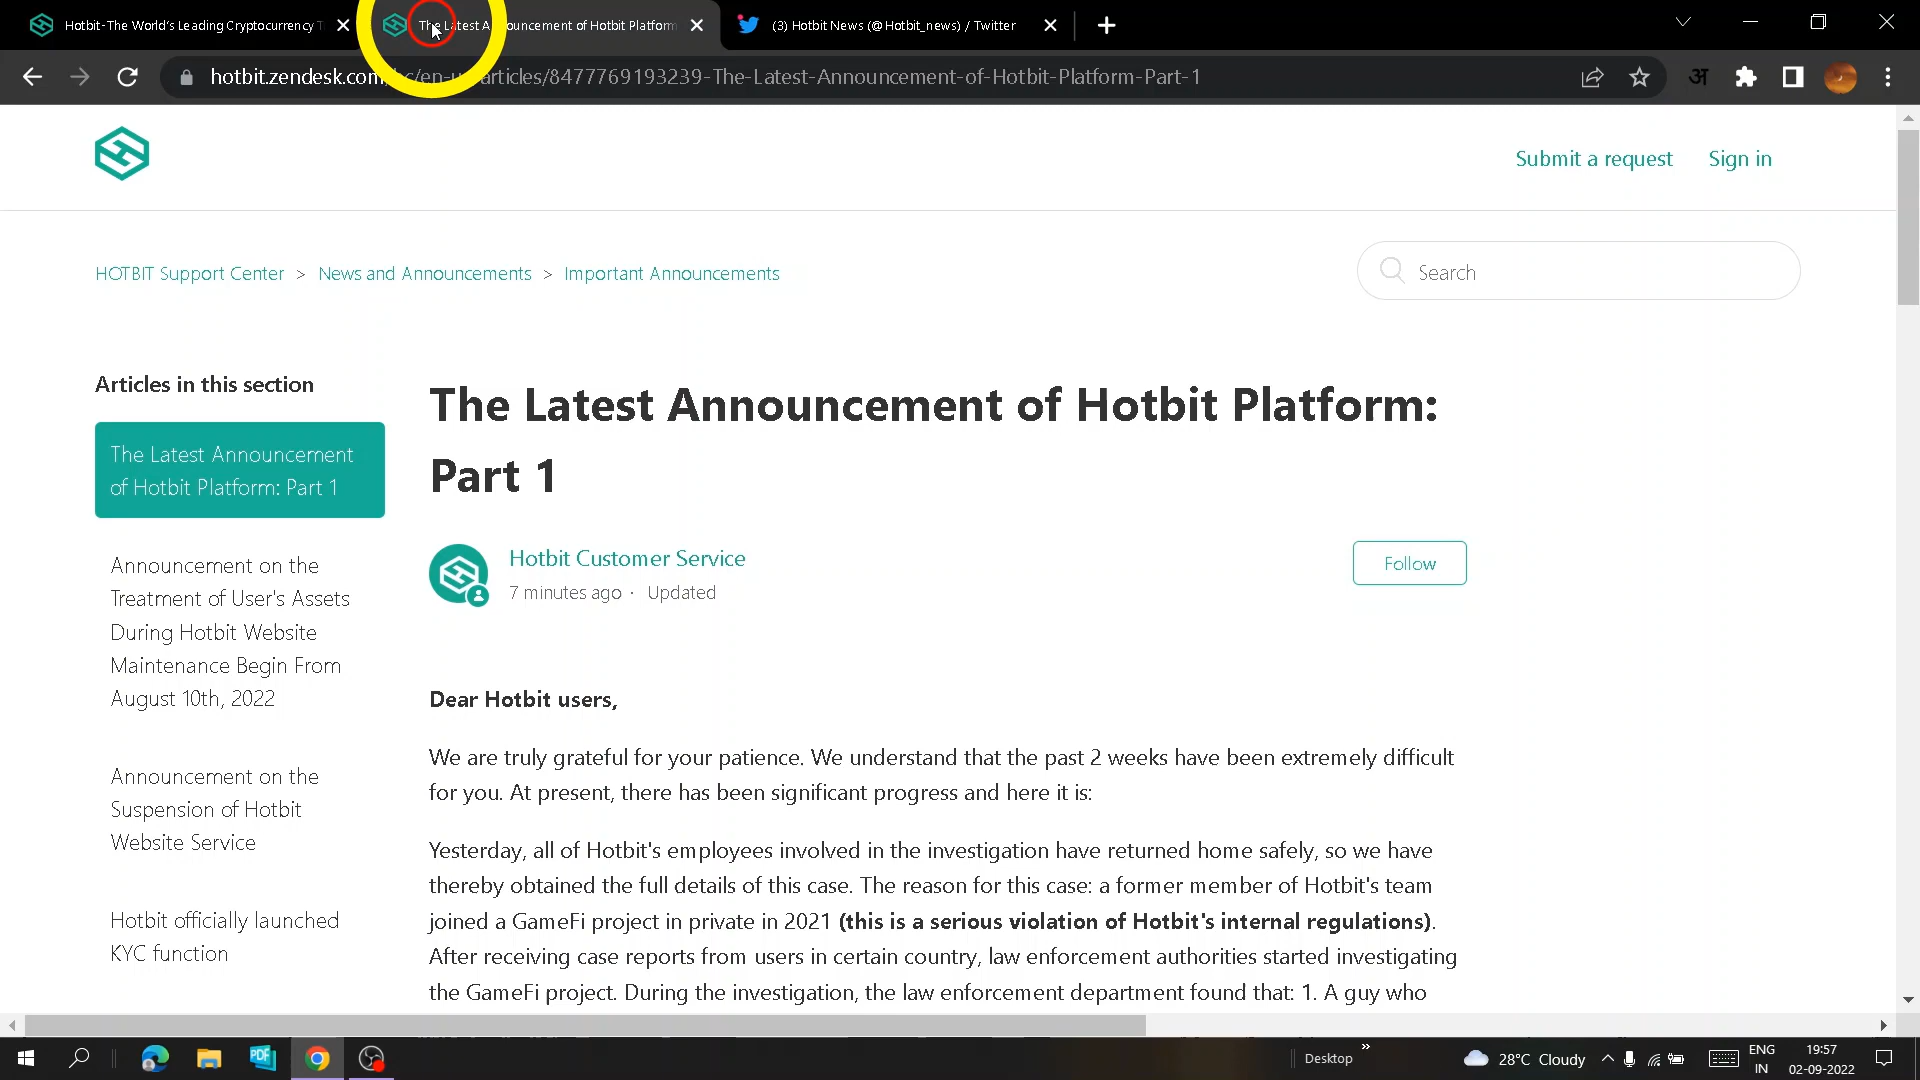 Hotbit-The World's Leading Cryptocurrency T
The Latest A ouncement of Hotbit Platform:
(3) Hotbit News (@Hotbit_news) / Twitter
hotbit.zendesk.com articles/8477769193239-The-Latest-Announcement-of-Hotbit-Platform-Part-1
अ
Submit a request
Sign in
HOTBIT Support Center > News and Announcements > Important Announcements
Search
Articles in this section
The Latest Announcement
of Hotbit Platform: Part 1
Announcement on the
Treatment of User's Assets
During Hotbit Website
Maintenance Begin From
August 10th, 2022
Announcement on the
Suspension of Hotbit
Website Service
Hotbit officially launched
KYC function
The Latest Announcement of Hotbit Platform:
Part 1
Hotbit Customer Service
7 minutes ago · Updated
Follow
Dear Hotbit users,
We are truly grateful for your patience. We understand that the past 2 weeks have been extremely difficult
for you. At present, there has been significant progress and here it is:
Yesterday, all of Hotbit's employees involved in the investigation have returned home safely, so we have
thereby obtained the full details of this case. The reason for this case: a former member of Hotbit's team
joined a GameFi project in private in 2021 (this is a serious violation of Hotbit's internal regulations).
After receiving case reports from users in certain country, law enforcement authorities started investigating
the GameFi project. During the investigation, the law enforcement department found that: 1. A guy who
PDF
Desktop
28°C Cloudy
ENG
IN
19:57
02-09-2022